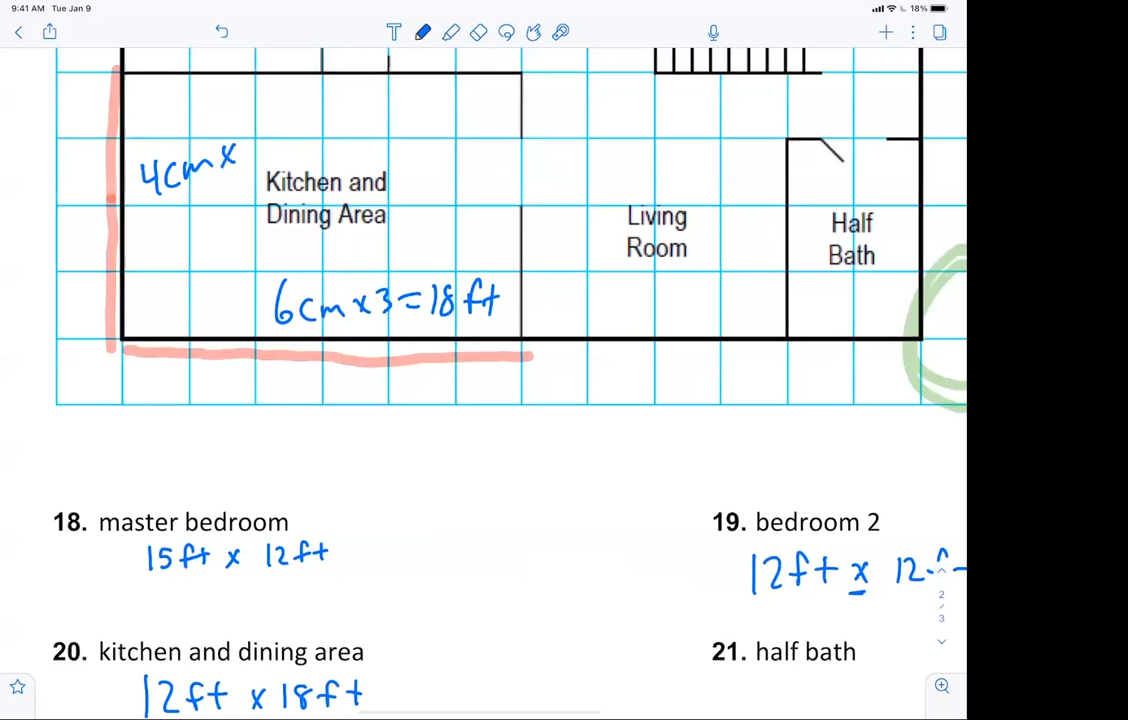 9:41 AM Tue Jan 9
18%
4cm x
Kitchen and
Dining Area
Living
Room
Half
Bath
6cm x 3 = 18 ft
18. master bedroom
15ft x 12ft
19. bedroom 2
12ft x 12
2
/
3
20. kitchen and dining area
12ft x 18ft
21. half bath